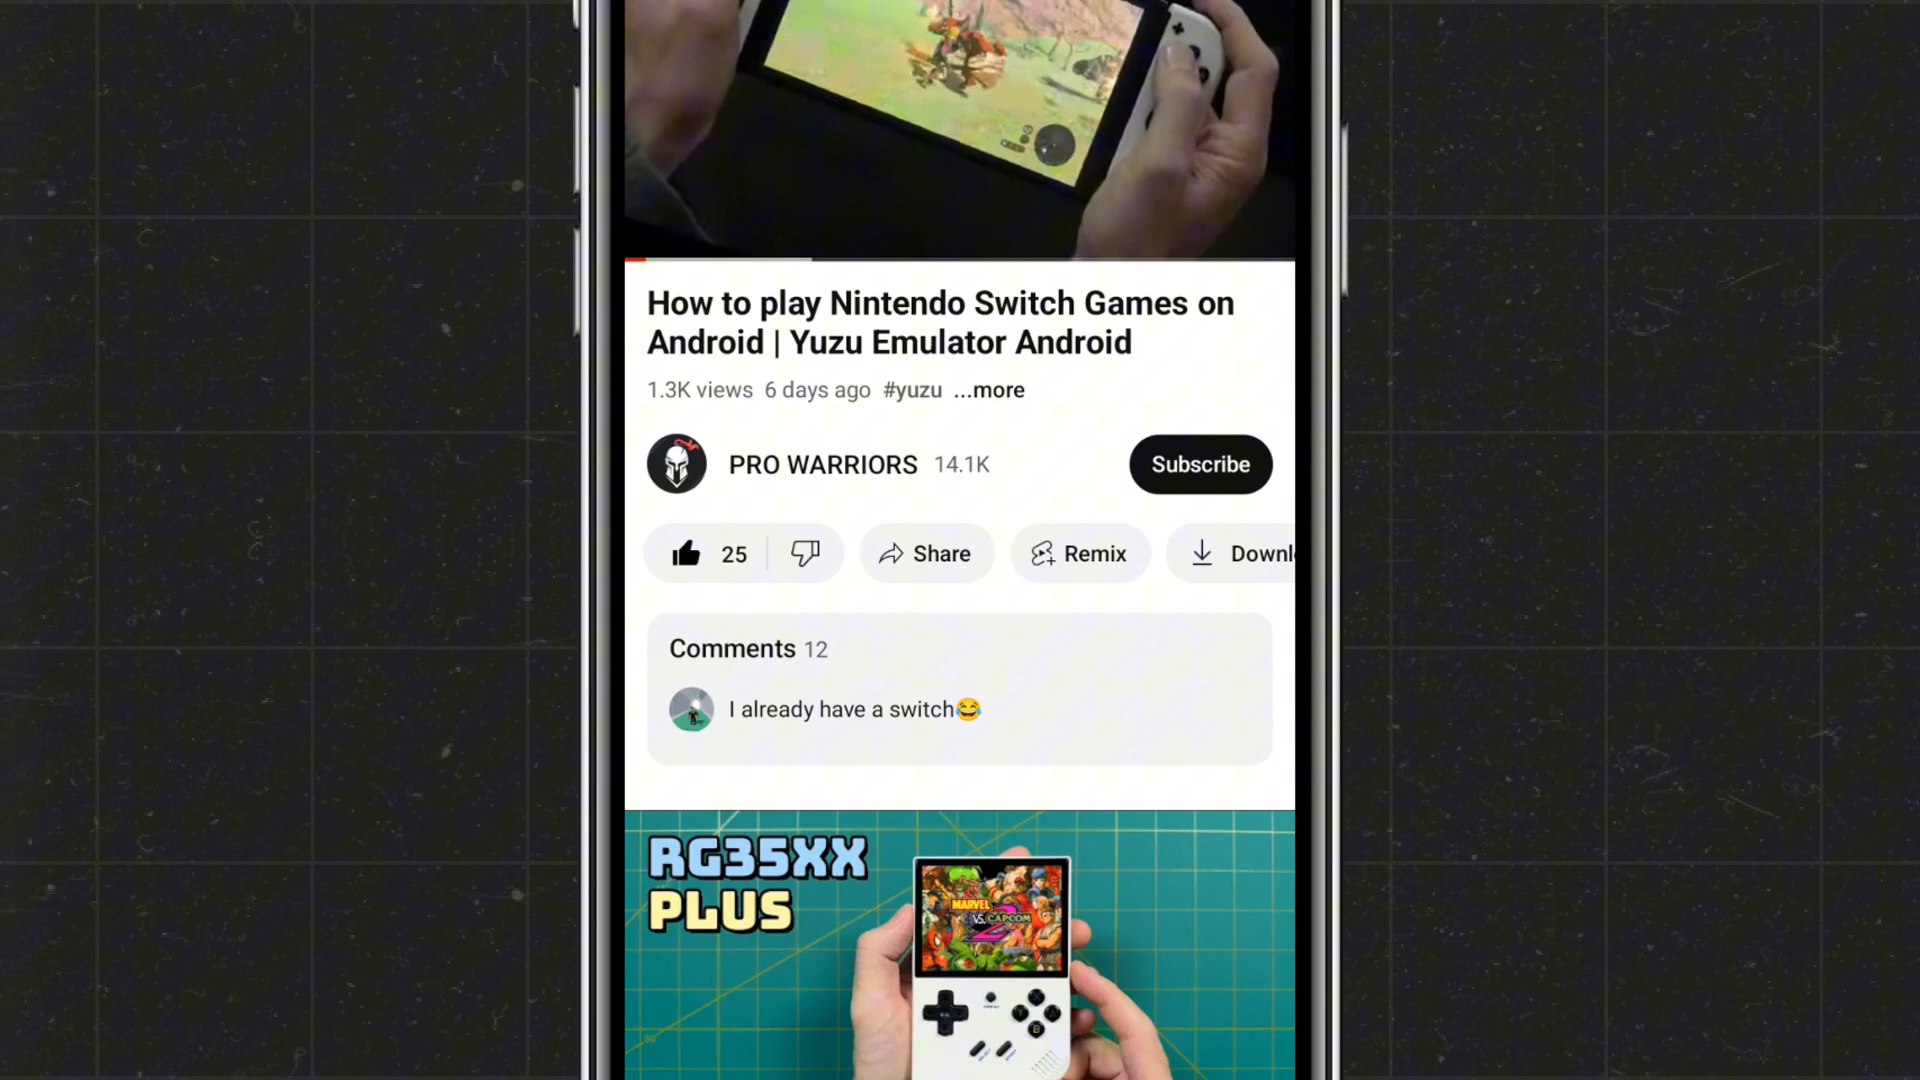 How to play Nintendo Switch Games on
Android | Yuzu Emulator Android
1.3K views 6 days ago #yuzu ...more
PRO WARRIORS 14.1K
Subscribe
25
Share
Remix
Downl
Comments 12
I already have a switch😂
RG35XX
PLUS
MARVEL
VS. CAPCOM
2